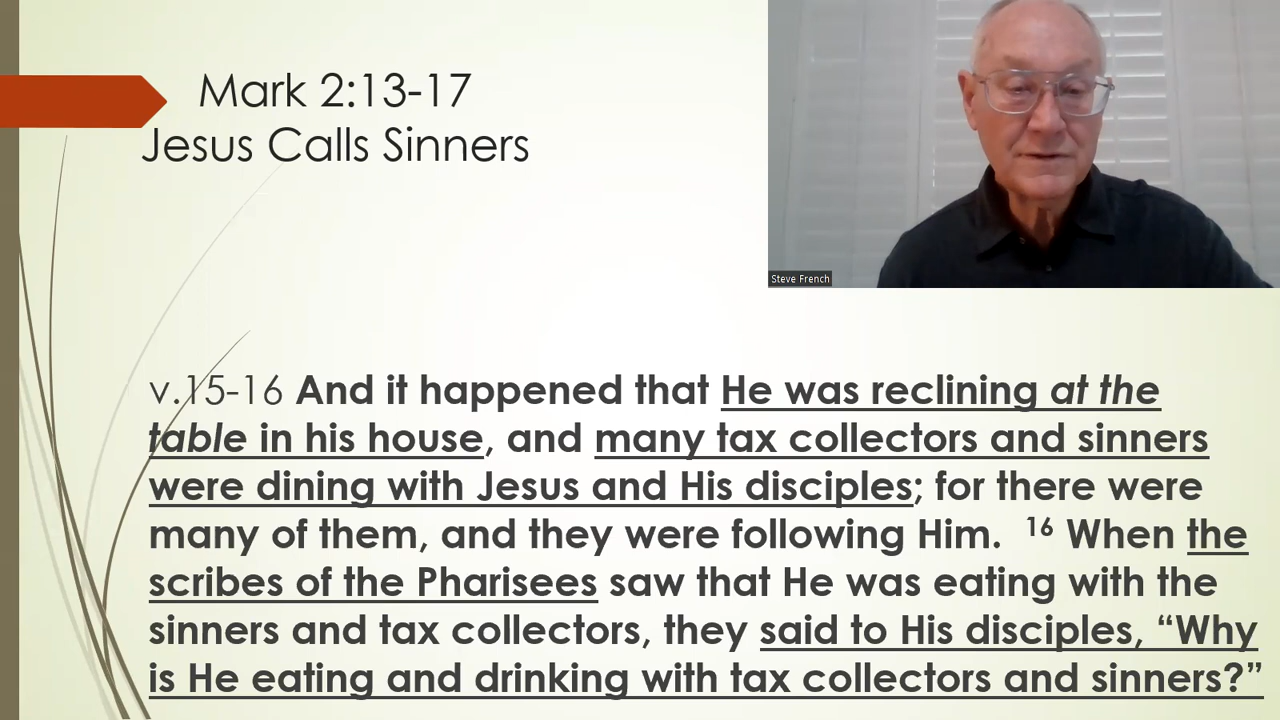 Mark 2:13-17
Jesus Calls Sinners
Steve French
v.15-16 And it happened that He was reclining at the
table in his house, and many tax collectors and sinners
were dining with Jesus and His disciples; for there were
many of them, and they were following Him. 16 When the
scribes of the Pharisees saw that He was eating with the
sinners and tax collectors, they said to His disciples, “Why
is He eating and drinking with tax collectors and sinners?”